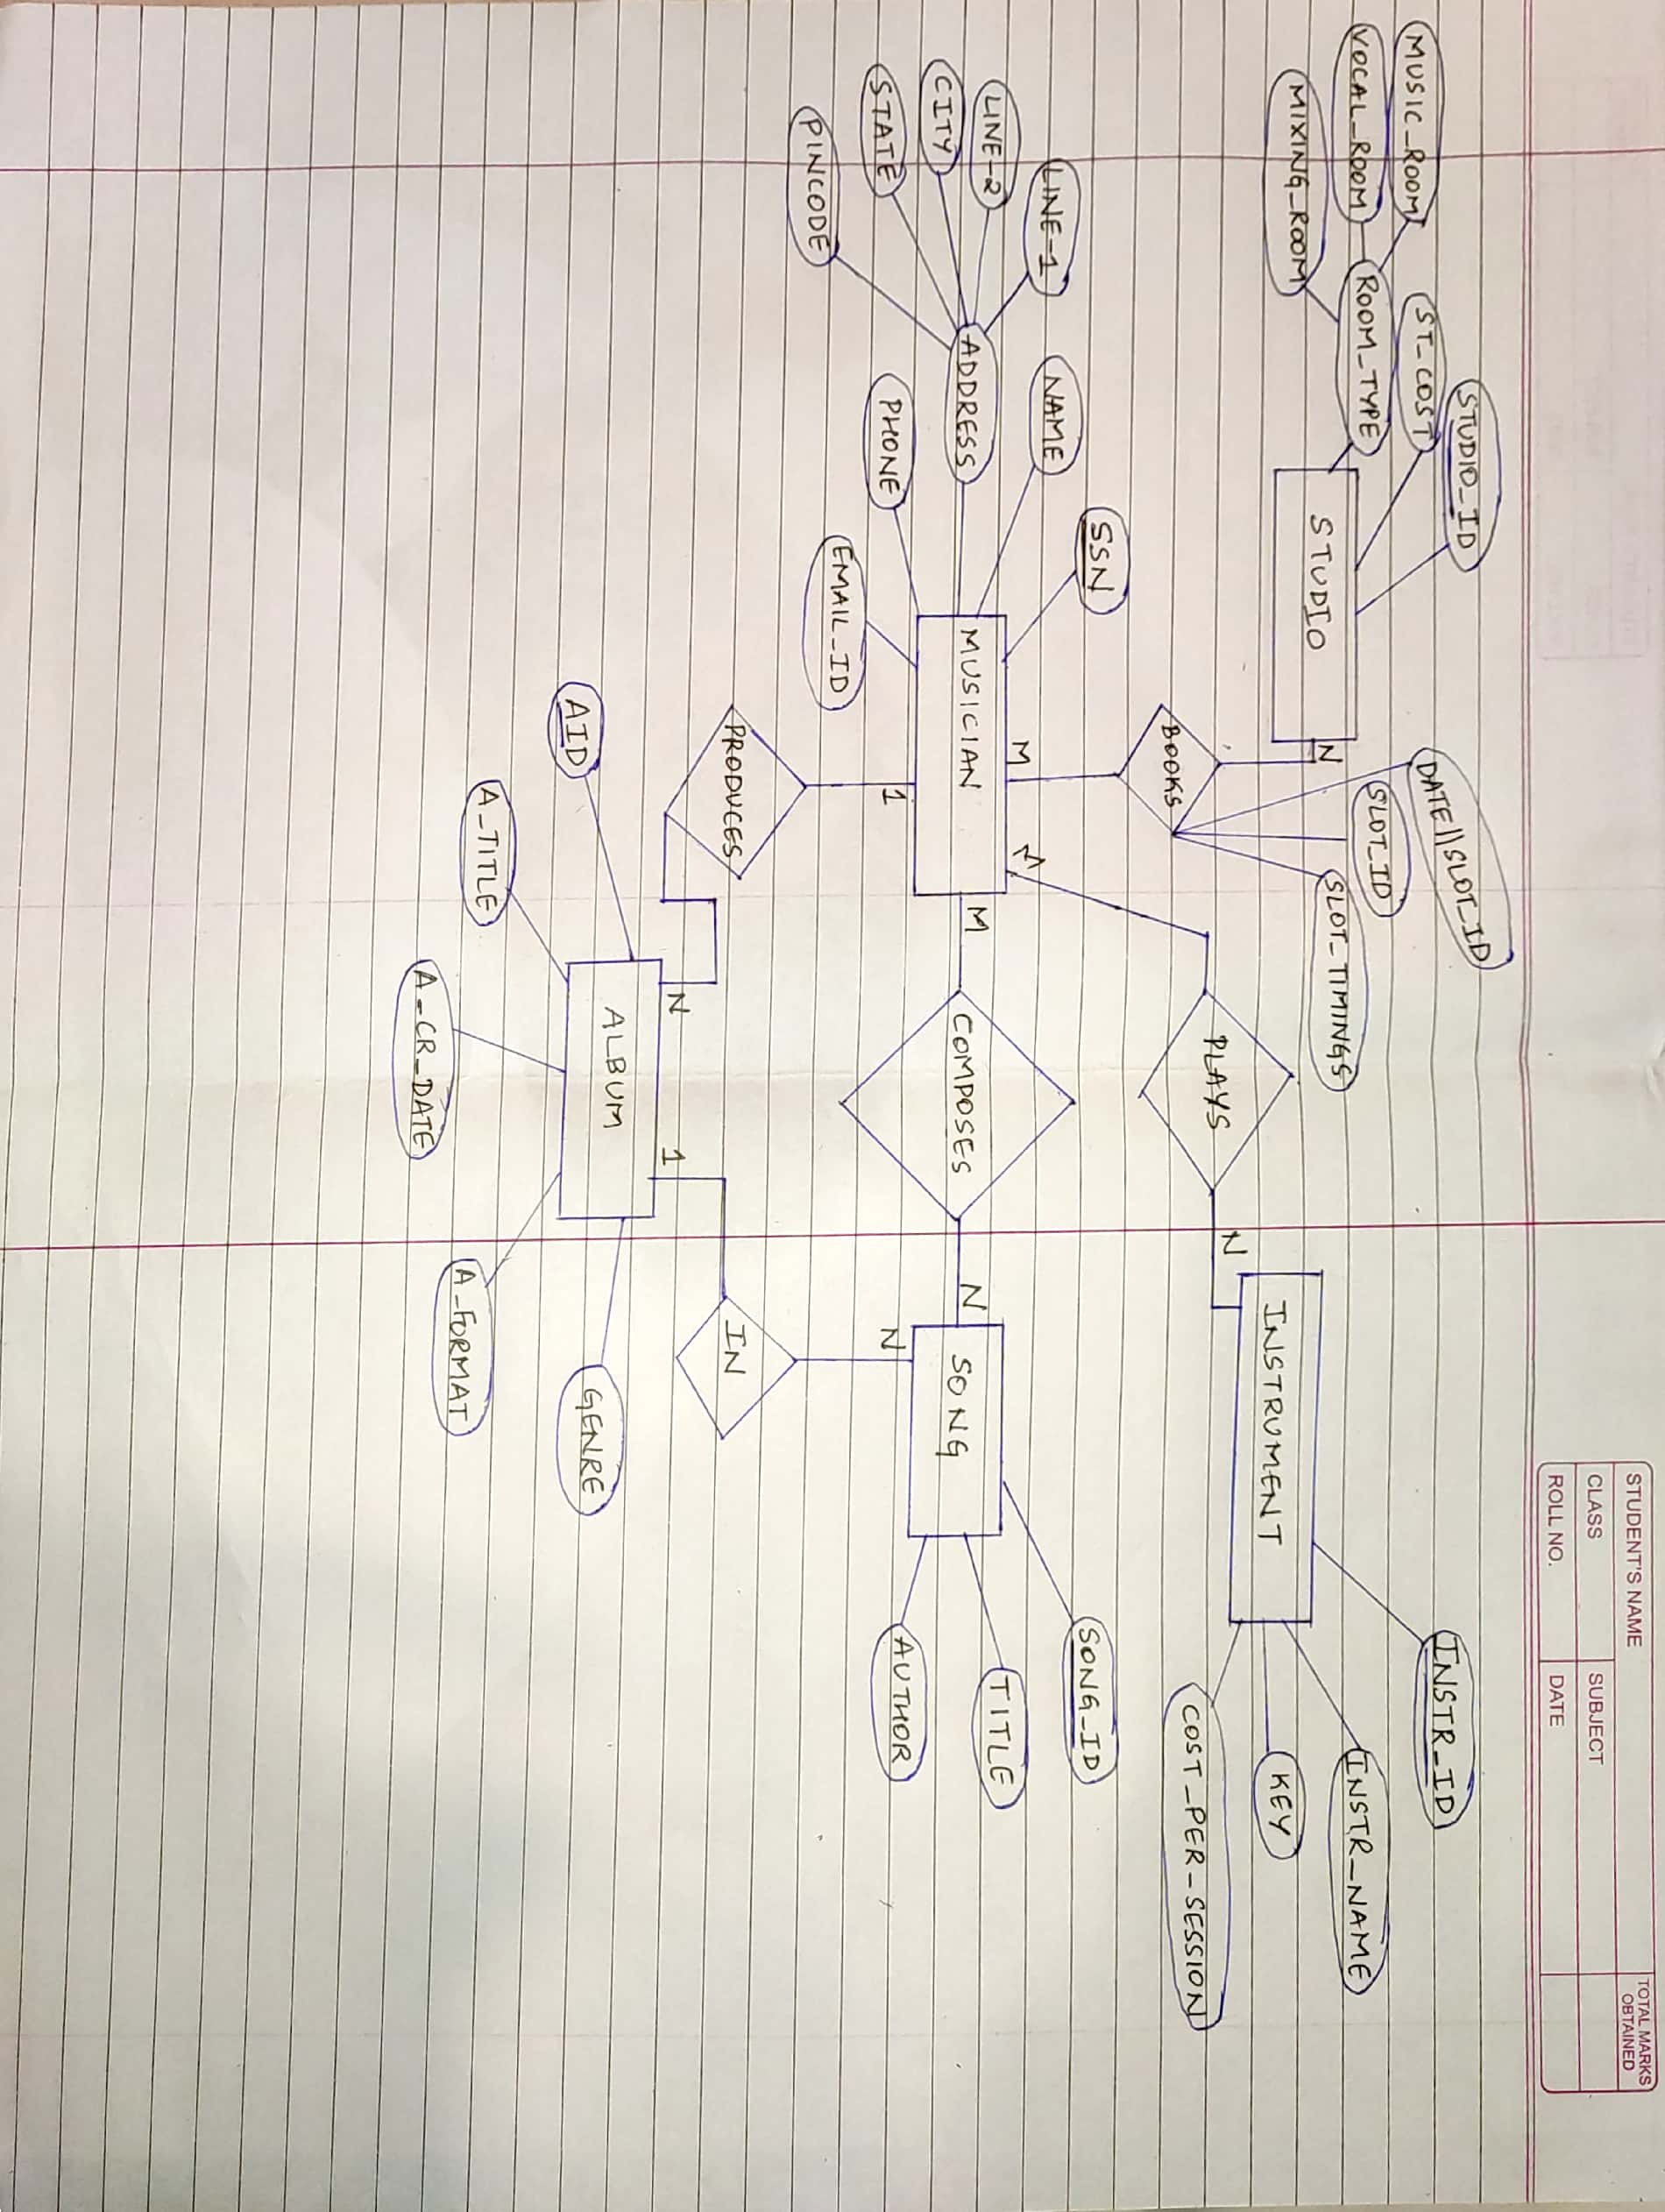 STUDENT'S NAME
TOTAL MARKS OBTAINED
CLASS
SUBJECT
ROLL NO.
DATE
STUDIO_ID
ST_COST
MUSIC_ROOM
VOCAL_ROOM
ROOM_TYPE
MIXING_ROOM
STUDIO
N
DATE||SLOT_ID
SLOT_ID
SLOT_TIMINGS
BOOKS
M
INSTR_ID
INSTR_NAME
INSTRUMENT
KEY
COST_PER_SESSION
PLAYS
N
M
SSN
NAME
LINE-1
LINE-2
ADDRESS
CITY
STATE
PINCODE
PHONE
EMAIL_ID
MUSICIAN
M
COMPOSES
N
SONG
SONG_ID
TITLE
AUTHOR
1
N
PRODUCES
IN
N
1
ALBUM
AID
GENRE
A_TITLE
A_CR_DATE
A_FORMAT